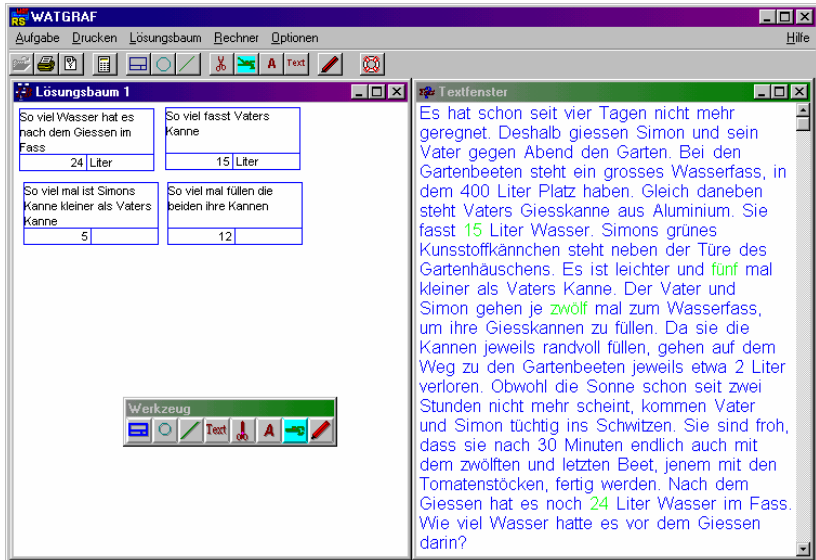 WATGRAF
Aufgabe Drucken Lösungsbaum Rechner Optionen Hilfe
A Text
Lösungsbaum 1
So viel Wasser hat es
nach dem Giessen im
Fass
24 Liter
So viel fasst Vaters
Kanne
15 Liter
So viel mal ist Simons
Kanne kleiner als Vaters
Kanne
5
So viel mal füllen die
beiden ihre Kannen
12
Werkzeug
Text A
Textfenster
Es hat schon seit vier Tagen nicht mehr
geregnet. Deshalb giessen Simon und sein
Vater gegen Abend den Garten. Bei den
Gartenbeeten steht ein grosses Wasserfass, in
dem 400 Liter Platz haben. Gleich daneben
steht Vaters Giesskanne aus Aluminium. Sie
fasst 15 Liter Wasser. Simons grünes
Kunsstoffkännchen steht neben der Türe des
Gartenhäuschens. Es ist leichter und fünf mal
kleiner als Vaters Kanne. Der Vater und
Simon gehen je zwölf mal zum Wasserfass,
um ihre Giesskannen zu füllen. Da sie die
Kannen jeweils randvoll füllen, gehen auf dem
Weg zu den Gartenbeeten jeweils etwa 2 Liter
verloren. Obwohl die Sonne schon seit zwei
Stunden nicht mehr scheint, kommen Vater
und Simon tüchtig ins Schwitzen. Sie sind froh,
dass sie nach 30 Minuten endlich auch mit
dem zwölften und letzten Beet, jenem mit den
Tomatenstöcken, fertig werden. Nach dem
Giessen hat es noch 24 Liter Wasser im Fass.
Wie viel Wasser hatte es vor dem Giessen
darin?